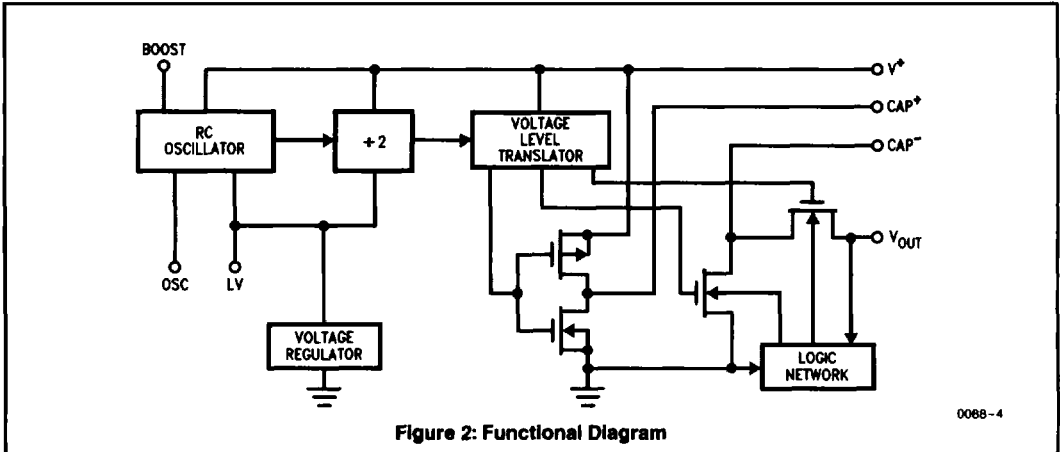 BOOST
V+
CAP+
RC
OSCILLATOR
÷2
VOLTAGE
LEVEL
TRANSLATOR
CAP-
VOUT
OSC
LV
VOLTAGE
REGULATOR
LOGIC
NETWORK
0088-4
Figure 2: Functional Diagram